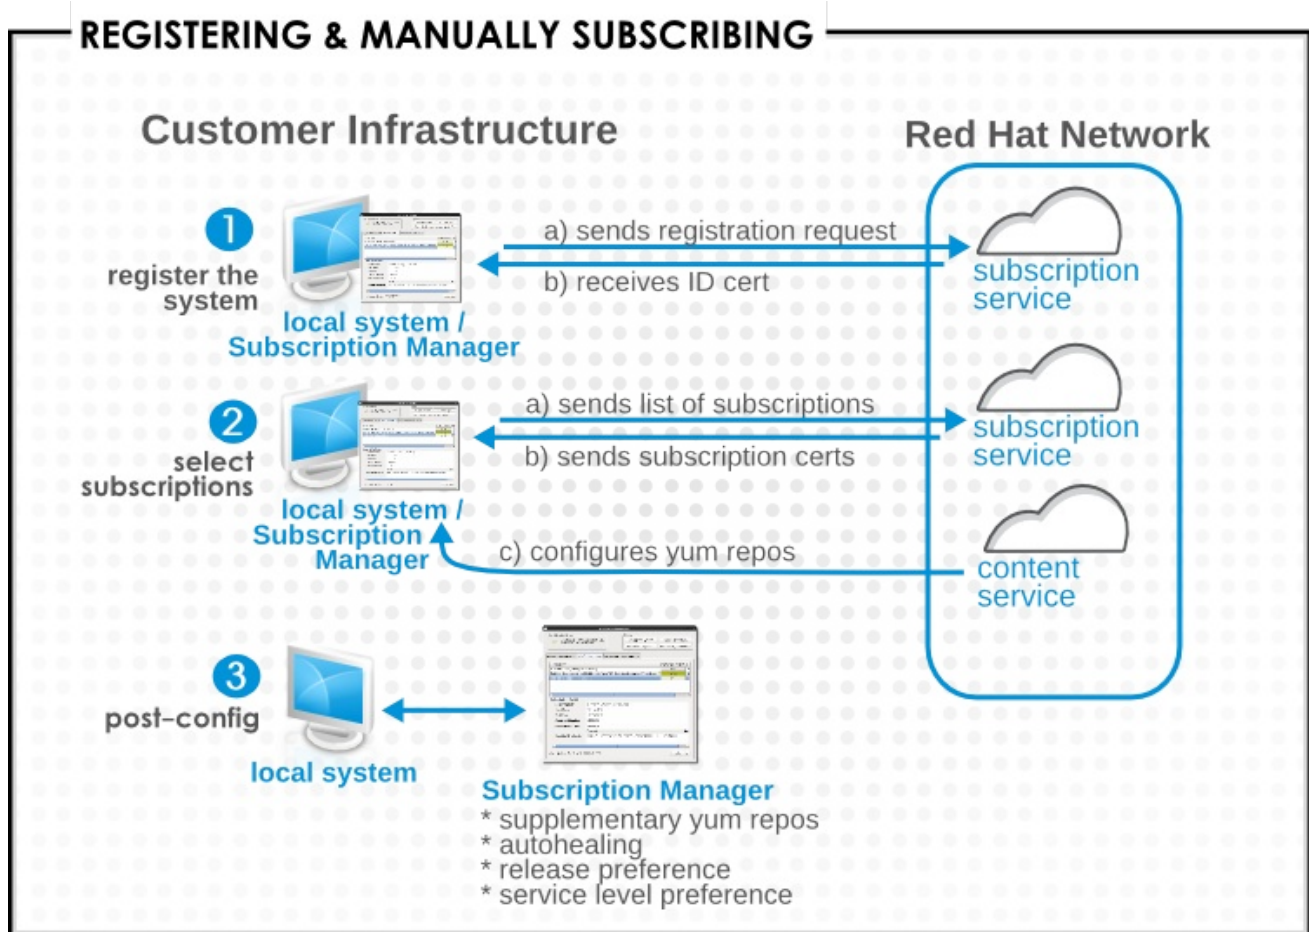 REGISTERING & MANUALLY SUBSCRIBING
Customer Infrastructure
Red Hat Network
1
register the
system
local system /
Subscription Manager
a) sends registration request
b) receives ID cert
subscription
service
2
select
subscriptions
local system /
Subscription
Manager
a) sends list of subscriptions
b) sends subscription certs
c) configures yum repos
subscription
service
content
service
3
post-config
local system
Subscription Manager
* supplementary yum repos
* autohealing
* release preference
* service level preference